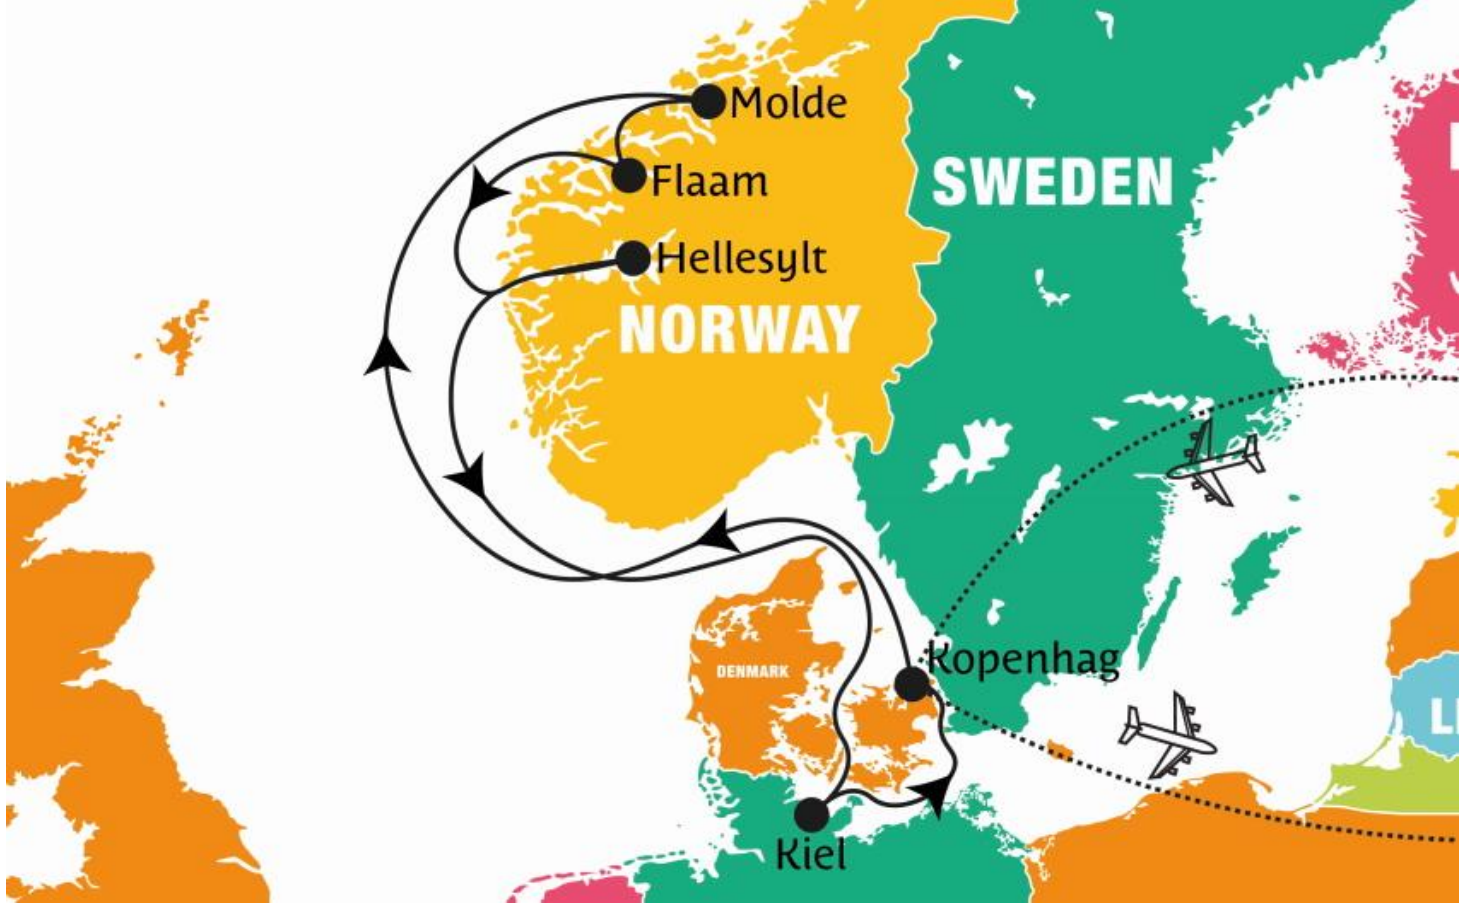 Molde
SWEDEN
Flaam
Hellesylt
NORWAY
Kopenhag
DENMARK
Kiel